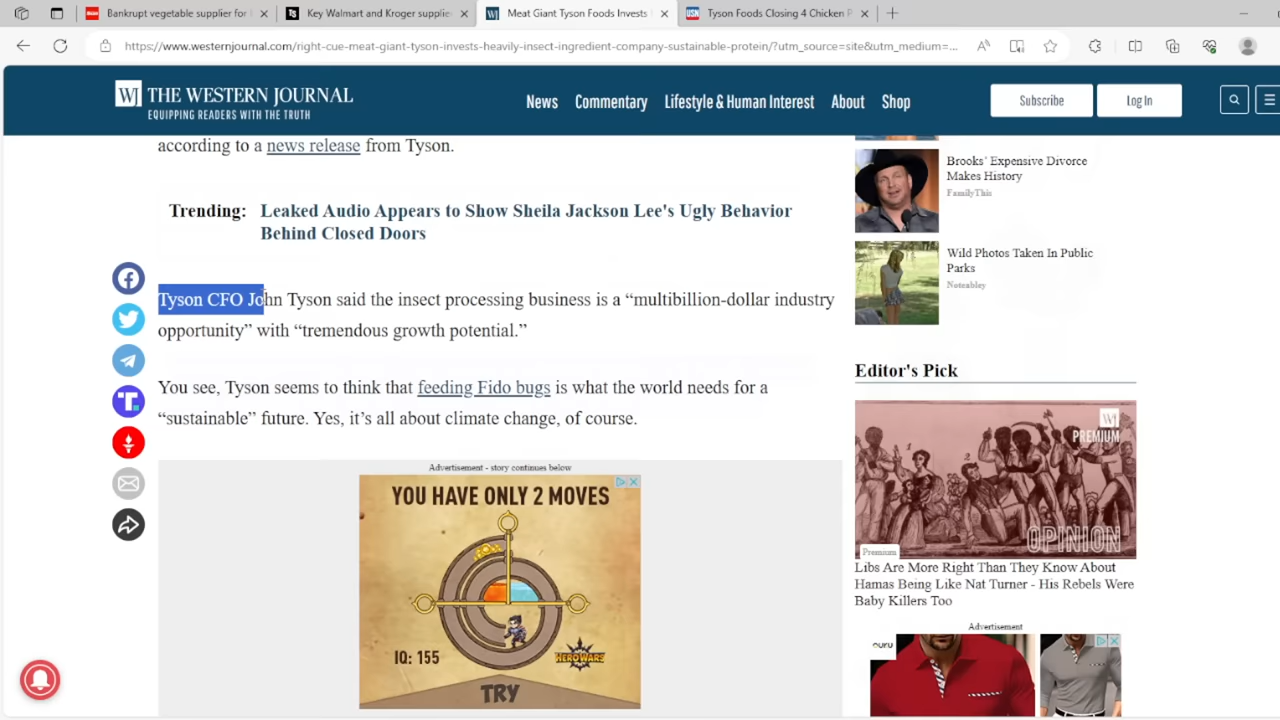 Bankrupt vegetable supplier for
Key Walmart and Kroger supplie
Meat Giant Tyson Foods Invests
Tyson Foods Closing 4 Chicken P
https://www.westernjournal.com/right-cue-meat-giant-tyson-invests-heavily-insect-ingredient-company-sustainable-protein/?utm_source=site&utm_medium=...
WJ THE WESTERN JOURNAL
EQUIPPING READERS WITH THE TRUTH
News Commentary Lifestyle & Human Interest About Shop
Subscribe
Log In
according to a news release from Tyson.
Trending: Leaked Audio Appears to Show Sheila Jackson Lee's Ugly Behavior
Behind Closed Doors
Tyson CFO John Tyson said the insect processing business is a “multibillion-dollar industry
opportunity” with “tremendous growth potential.”
You see, Tyson seems to think that feeding Fido bugs is what the world needs for a
“sustainable” future. Yes, it’s all about climate change, of course.
Advertisement - story continues below
YOU HAVE ONLY 2 MOVES
IQ: 155
HEROWARS
TRY
Brooks’ Expensive Divorce
Makes History
FamilyThis
Wild Photos Taken In Public
Parks
Noteabley
Editor's Pick
WJ
PREMIUM
OPINION
Premium
Libs Are More Right Than They Know About
Hamas Being Like Nat Turner - His Rebels Were
Baby Killers Too
Advertisement